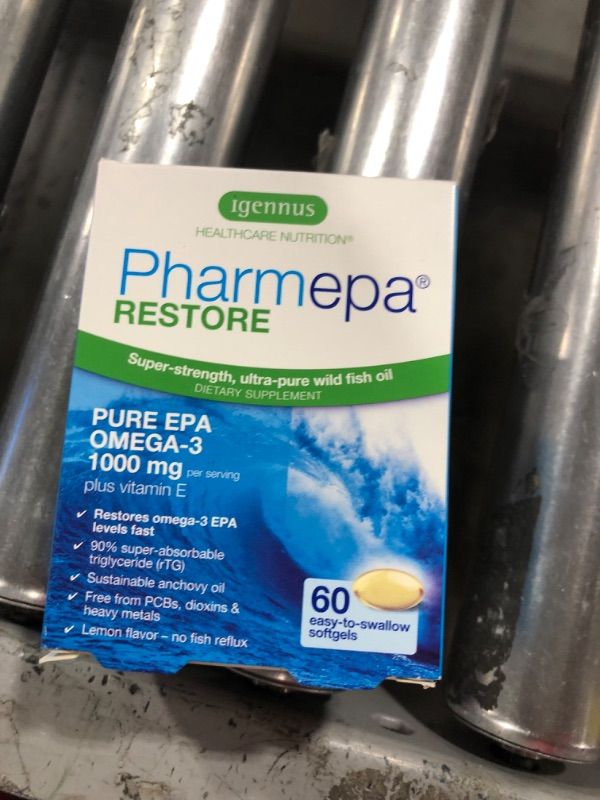 Igennus
HEALTHCARE NUTRITION®
Pharmepa®
RESTORE
Super-strength, ultra-pure wild fish oil
DIETARY SUPPLEMENT
PURE EPA
OMEGA-3
1000 mg per serving
plus vitamin E
✓ Restores omega-3 EPA
levels fast
✓ 90% super-absorbable
triglyceride (rTG)
✓ Sustainable anchovy oil
✓ Free from PCBs, dioxins &
heavy metals
✓ Lemon flavor – no fish reflux
60
easy-to-swallow
softgels